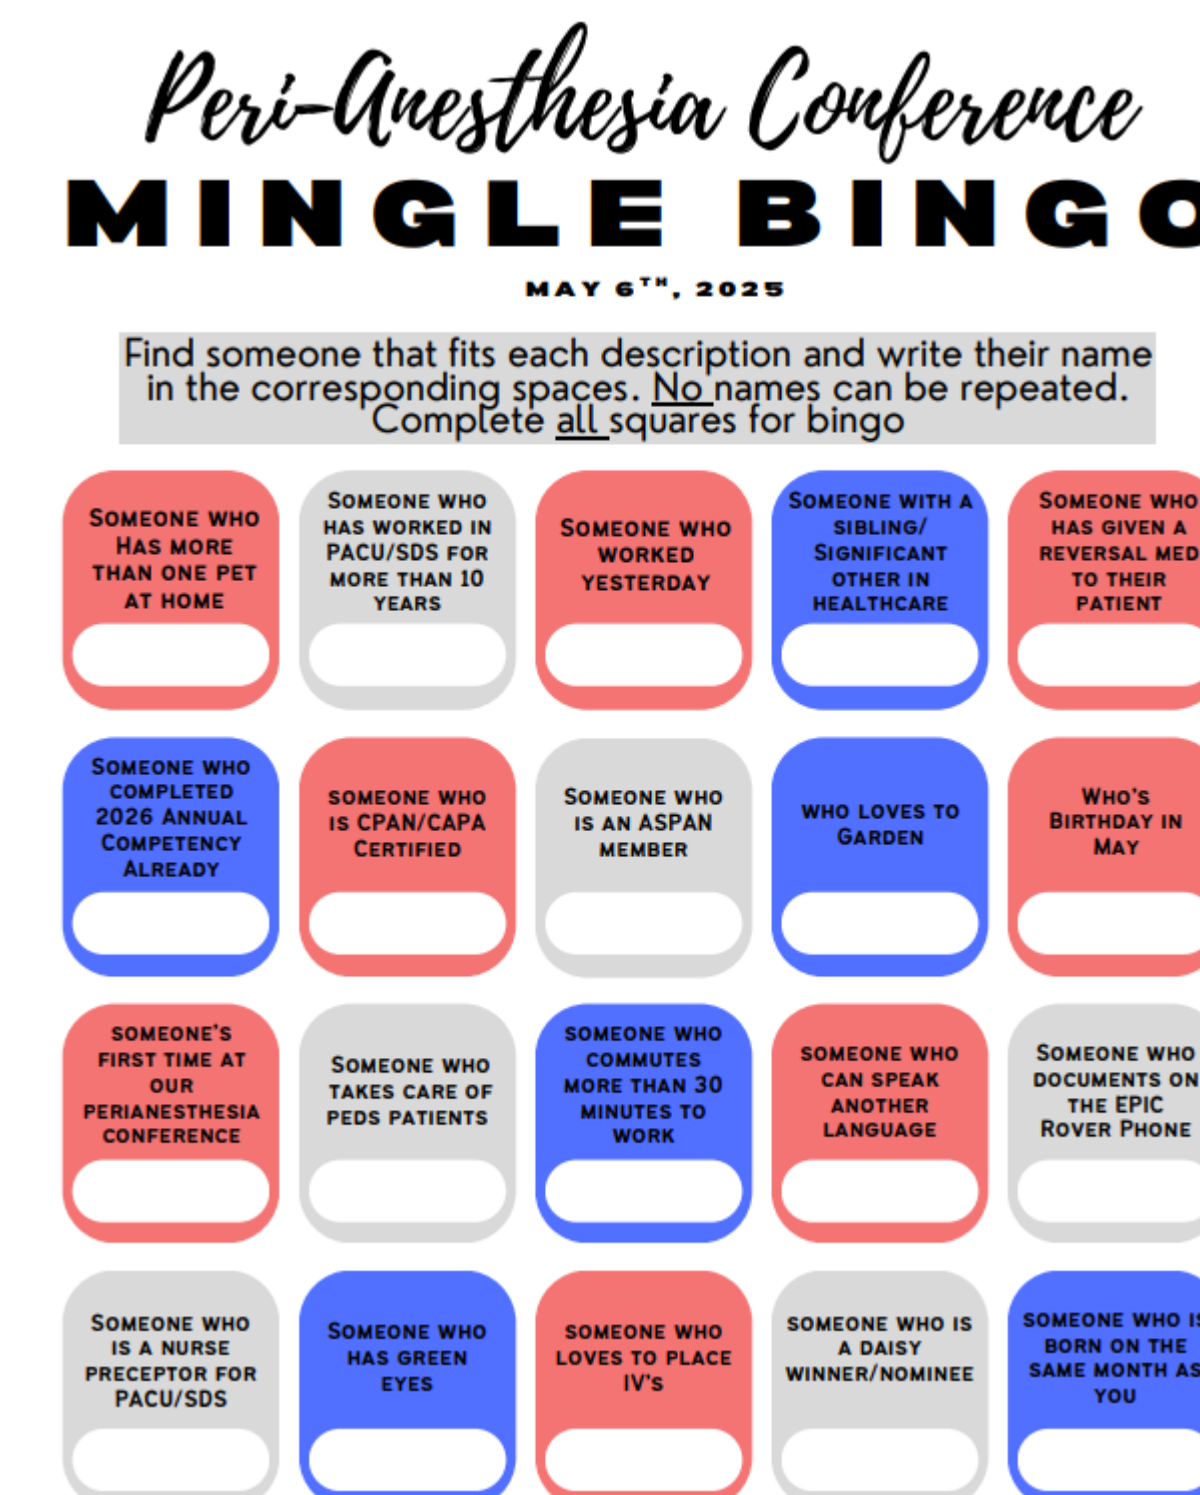 Peri-Anesthesia Conference
MINGLE BINGO
MAY 6TH, 2025
Find someone that fits each description and write their name
in the corresponding spaces. No names can be repeated.
Complete all squares for bingo
SOMEONE WHO
HAS MORE
THAN ONE PET
AT HOME
SOMEONE WHO
HAS WORKED IN
PACU/SDS FOR
MORE THAN 10
YEARS
SOMEONE WHO
WORKED
YESTERDAY
SOMEONE WITH A
SIBLING/
SIGNIFICANT
OTHER IN
HEALTHCARE
SOMEONE WHO
HAS GIVEN A
REVERSAL MED
TO THEIR
PATIENT
SOMEONE WHO
COMPLETED
2026 ANNUAL
COMPETENCY
ALREADY
SOMEONE WHO
IS CPAN/CAPA
CERTIFIED
SOMEONE WHO
IS AN ASPAN
MEMBER
WHO LOVES TO
GARDEN
WHO'S
BIRTHDAY IN
MAY
SOMEONE'S
FIRST TIME AT
OUR
PERIANESTHESIA
CONFERENCE
SOMEONE WHO
TAKES CARE OF
PEDS PATIENTS
SOMEONE WHO
COMMUTES
MORE THAN 30
MINUTES TO
WORK
SOMEONE WHO
CAN SPEAK
ANOTHER
LANGUAGE
SOMEONE WHO
DOCUMENTS ON
THE EPIC
ROVER PHONE
SOMEONE WHO
IS A NURSE
PRECEPTOR FOR
PACU/SDS
SOMEONE WHO
HAS GREEN
EYES
SOMEONE WHO
LOVES TO PLACE
IV'S
SOMEONE WHO IS
A DAISY
WINNER/NOMINEE
SOMEONE WHO IS
BORN ON THE
SAME MONTH AS
YOU